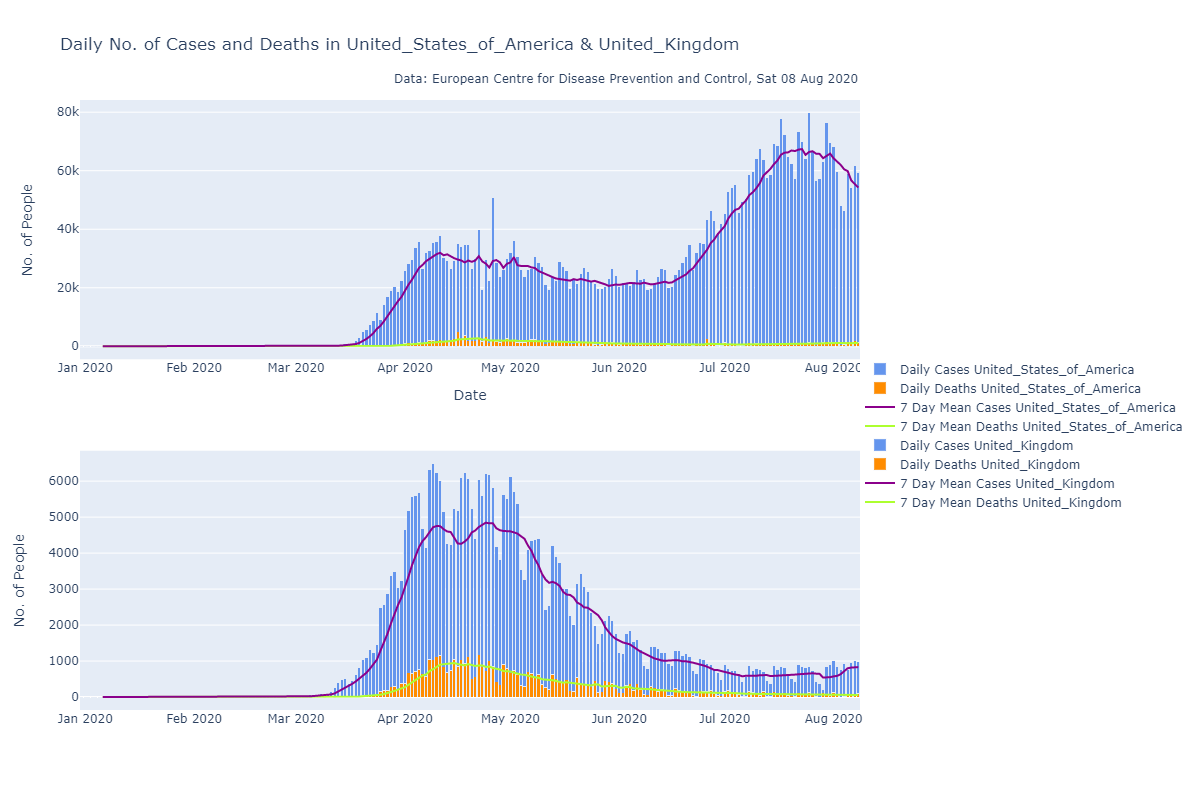 Daily No. of Cases and Deaths in United_States_of_America & United_Kingdom
Data: European Centre for Disease Prevention and Control, Sat 08 Aug 2020
No. of People
80k
60k
40k
20k
0
Jan 2020 Feb 2020 Mar 2020 Apr 2020 May 2020 Jun 2020 Jul 2020 Aug 2020
Date
Daily Cases United_States_of_America
Daily Deaths United_States_of_America
7 Day Mean Cases United_States_of_America
7 Day Mean Deaths United_States_of_America
Daily Cases United_Kingdom
Daily Deaths United_Kingdom
7 Day Mean Cases United_Kingdom
7 Day Mean Deaths United_Kingdom
No. of People
6000
5000
4000
3000
2000
1000
0
Jan 2020 Feb 2020 Mar 2020 Apr 2020 May 2020 Jun 2020 Jul 2020 Aug 2020